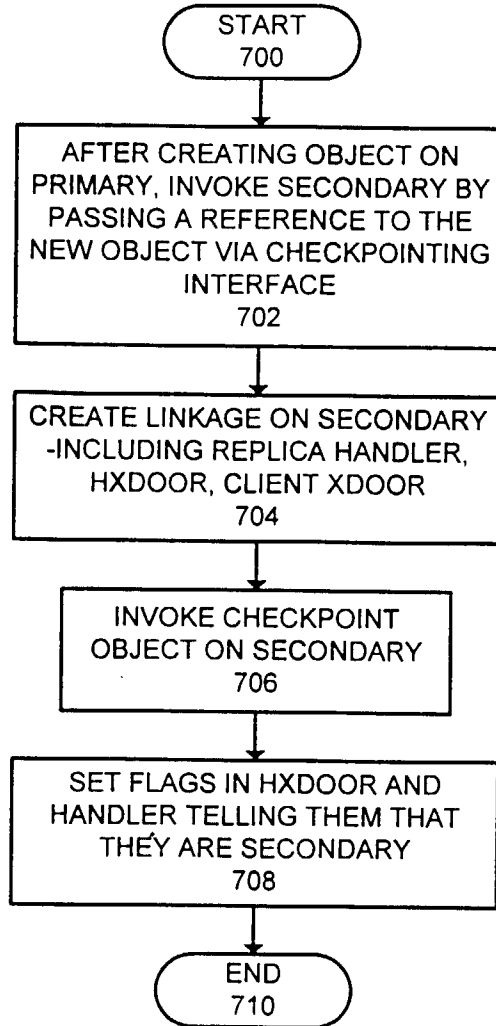 START
700
AFTER CREATING OBJECT ON
PRIMARY, INVOKE SECONDARY BY
PASSING A REFERENCE TO THE
NEW OBJECT VIA CHECKPOINTING
INTERFACE
702
CREATE LINKAGE ON SECONDARY
-INCLUDING REPLICA HANDLER,
HXDOOR, CLIENT XDOOR
704
INVOKE CHECKPOINT
OBJECT ON SECONDARY
706
SET FLAGS IN HXDOOR AND
HANDLER TELLING THEM THAT
THEY ARE SECONDARY
708
END
710